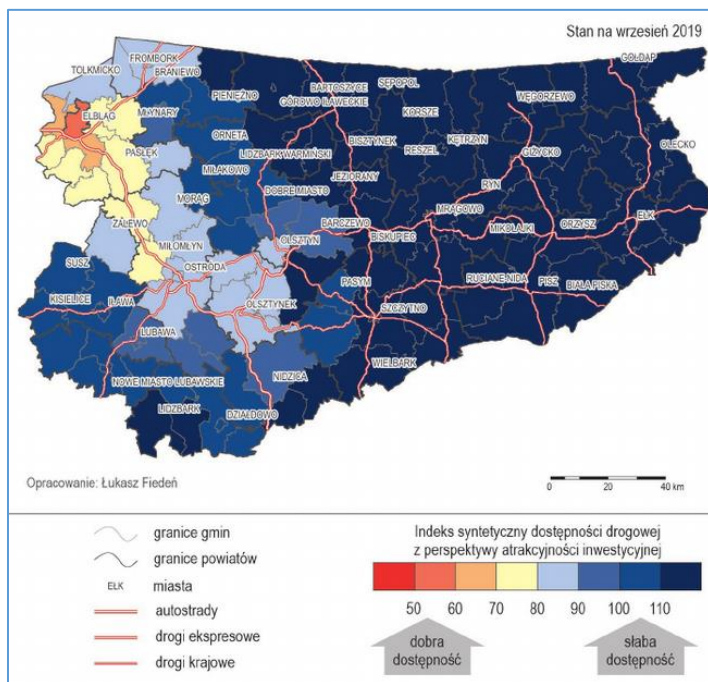 Stan na wrzesień 2019
TOLKMICKO
FROMBORK
BRANIEWO
GOŁDAP
ELBLĄG
MŁYNARY
PIENIĘŻNO
BARTOSZYCE
SĘPOPOL
GÓROWO IŁAWECKIE
KORSZE
WĘGORZEWO
PASŁĘK
ORNETA
LIDZBARK WARMIŃSKI
BISZTYNEK
RESZEL
KĘTRZYN
GIŻYCKO
OLECKO
MIŁAKOWO
JEZIORANY
MORĄG
DOBRE MIASTO
RYN
ZALEWO
BARCZEWO
MRĄGOWO
MIKOŁAJKI
ORZYSZ
EŁK
MIŁOMŁYN
OLSZTYN
BISKUPIEC
SUSZ
OSTRÓDA
PASYM
RUCIANE-NIDA
PISZ
BIAŁA PISKA
KISIELICE
IŁAWA
OLSZTYNEK
SZCZYTNO
LUBAWA
WIELBARK
NOWE MIASTO LUBAWSKIE
NIDZICA
LIDZBARK
DZIAŁDOWO
Opracowanie: Łukasz Fiedeń
0 20 40 km
granice gmin
granice powiatów
EŁK miasta
autostrady
drogi ekspresowe
drogi krajowe
Indeks syntetyczny dostępności drogowej
z perspektywy atrakcyjności inwestycyjnej
50 60 70 80 90 100 110
dobra
dostępność
słaba
dostępność